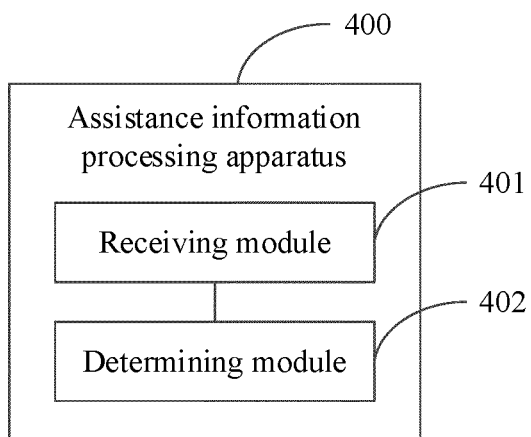 400
Assistance information
processing apparatus
401
Receiving module
402
Determining module